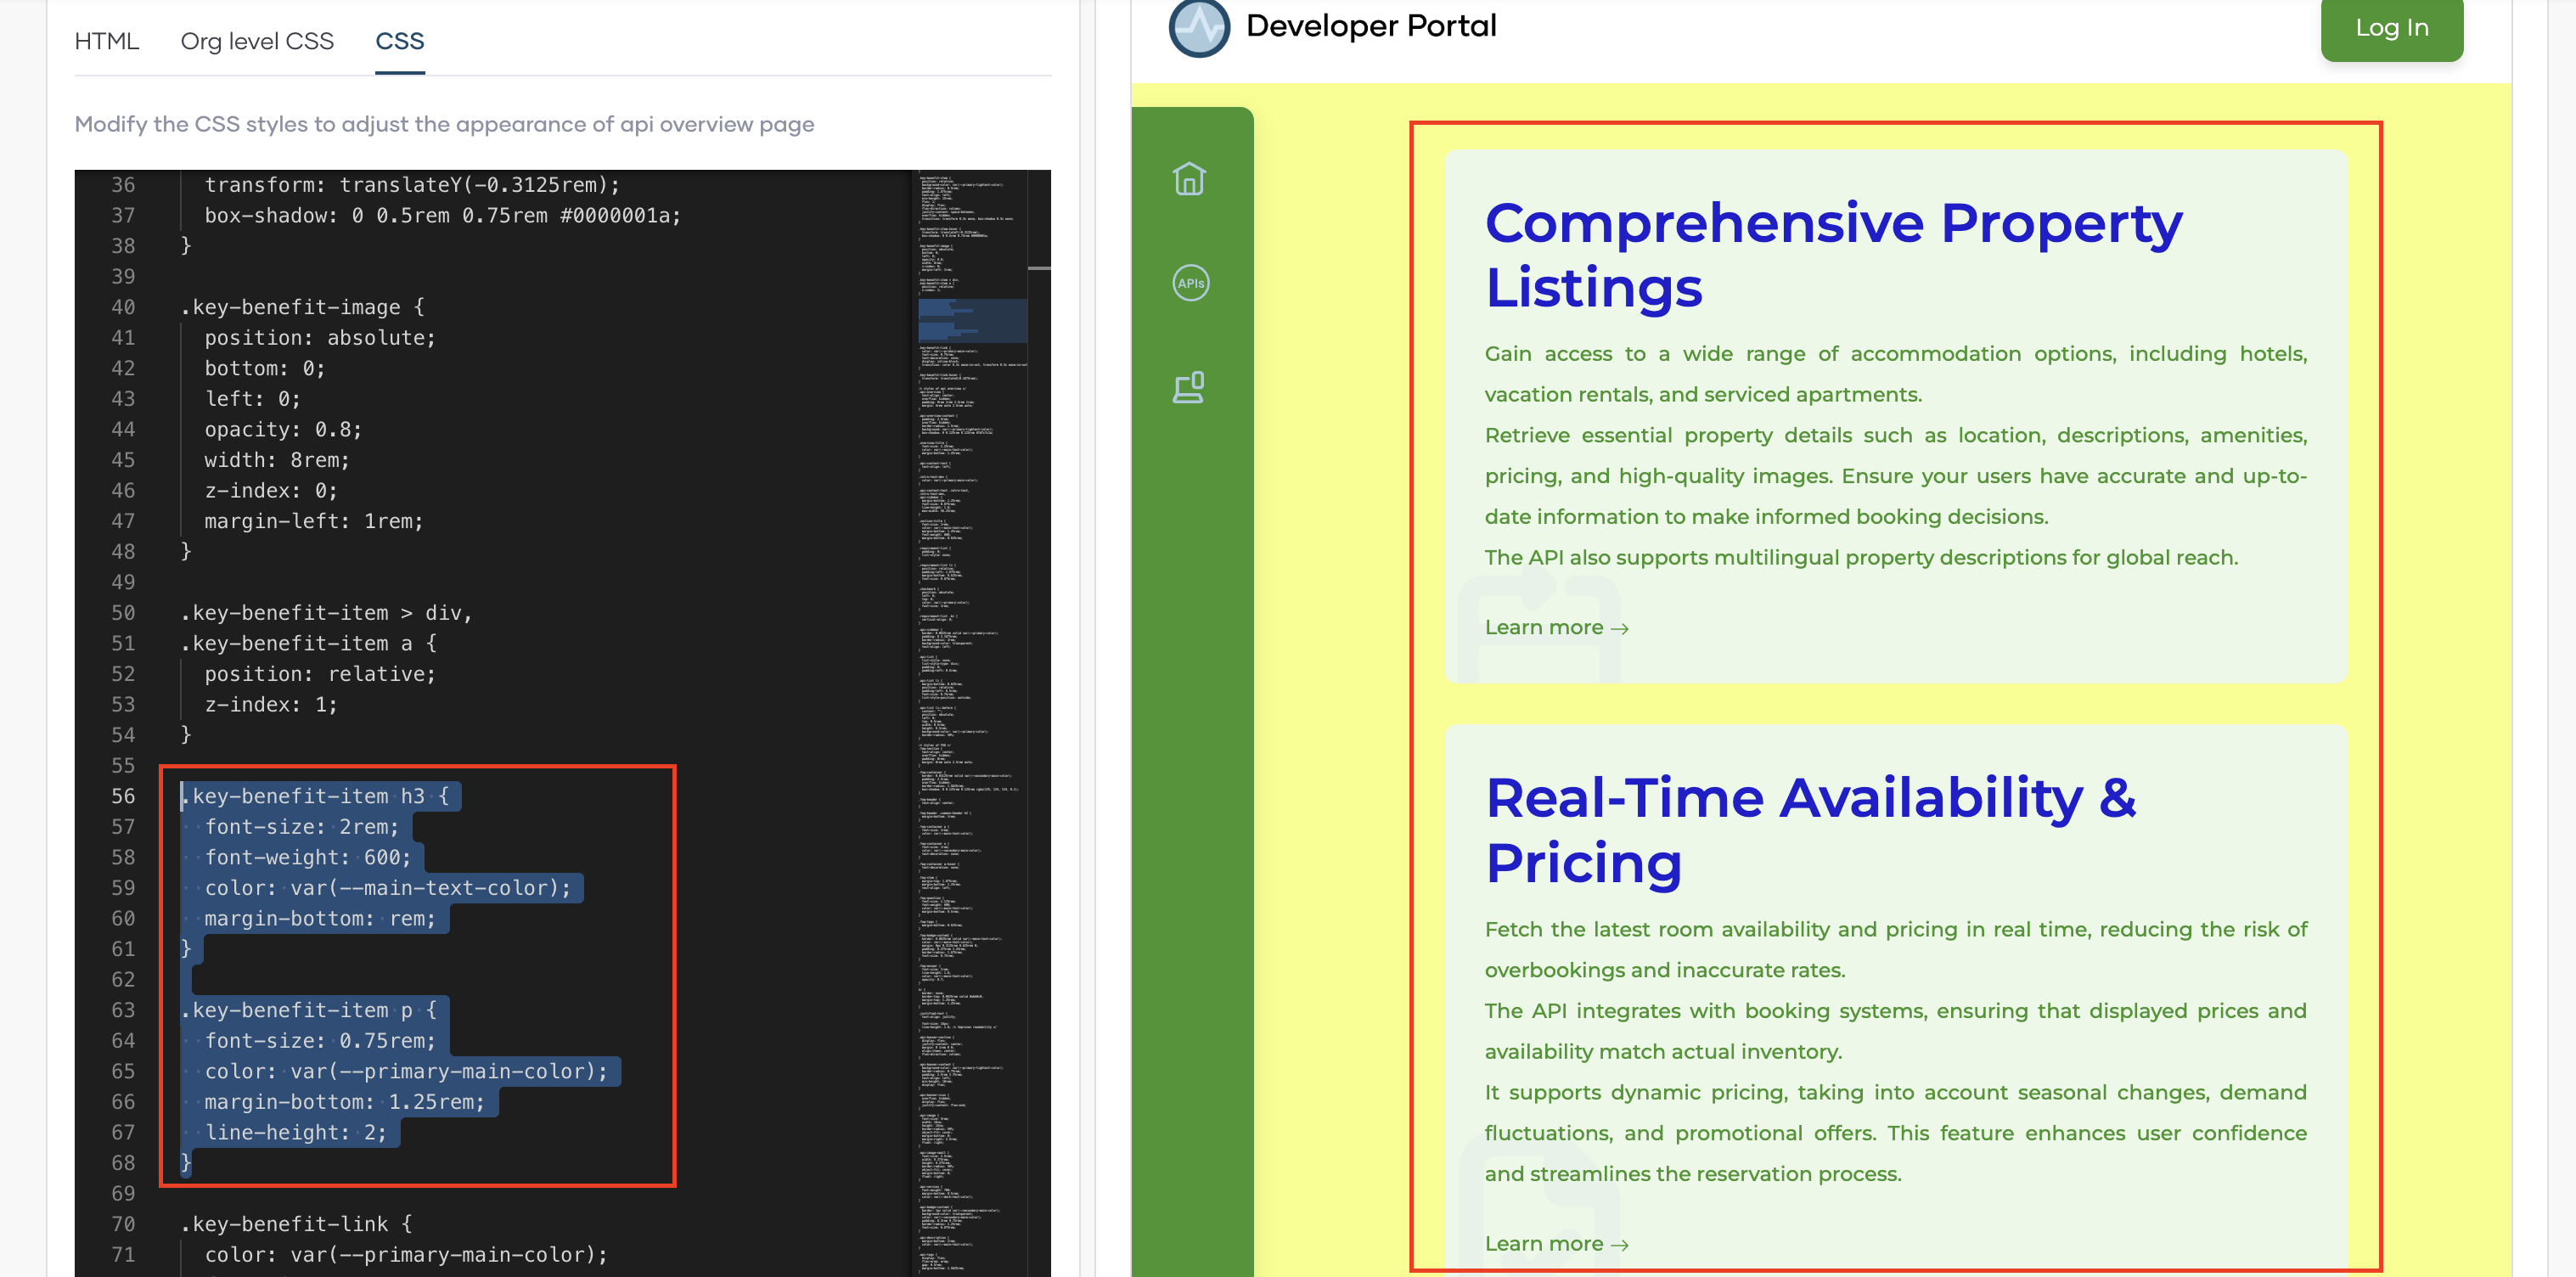 HTML Org level CSS CSS
Modify the CSS styles to adjust the appearance of api overview page
36 transform: translateY(-0.3125rem);
37 box-shadow: 0 0.5rem 0.75rem #0000001a;
38 }
39
40 .key-benefit-image {
41 position: absolute;
42 bottom: 0;
43 left: 0;
44 opacity: 0.8;
45 width: 8rem;
46 z-index: 0;
47 margin-left: 1rem;
48 }
49
50 .key-benefit-item > div,
51 .key-benefit-item a {
52 position: relative;
53 z-index: 1;
54 }
55
56 .key-benefit-item h3 {
57 font-size: 2rem;
58 font-weight: 600;
59 color: var(--main-text-color);
60 margin-bottom: rem;
61 }
62
63 .key-benefit-item p {
64 font-size: 0.75rem;
65 color: var(--primary-main-color);
66 margin-bottom: 1.25rem;
67 line-height: 2;
68 }
69
70 .key-benefit-link {
71 color: var(--primary-main-color);
Developer Portal
Log In
APIs
Comprehensive Property
Listings
Gain access to a wide range of accommodation options, including hotels,
vacation rentals, and serviced apartments.
Retrieve essential property details such as location, descriptions, amenities,
pricing, and high-quality images. Ensure your users have accurate and up-to-
date information to make informed booking decisions.
The API also supports multilingual property descriptions for global reach.
Learn more →
Real-Time Availability &
Pricing
Fetch the latest room availability and pricing in real time, reducing the risk of
overbookings and inaccurate rates.
The API integrates with booking systems, ensuring that displayed prices and
availability match actual inventory.
It supports dynamic pricing, taking into account seasonal changes, demand
fluctuations, and promotional offers. This feature enhances user confidence
and streamlines the reservation process.
Learn more →